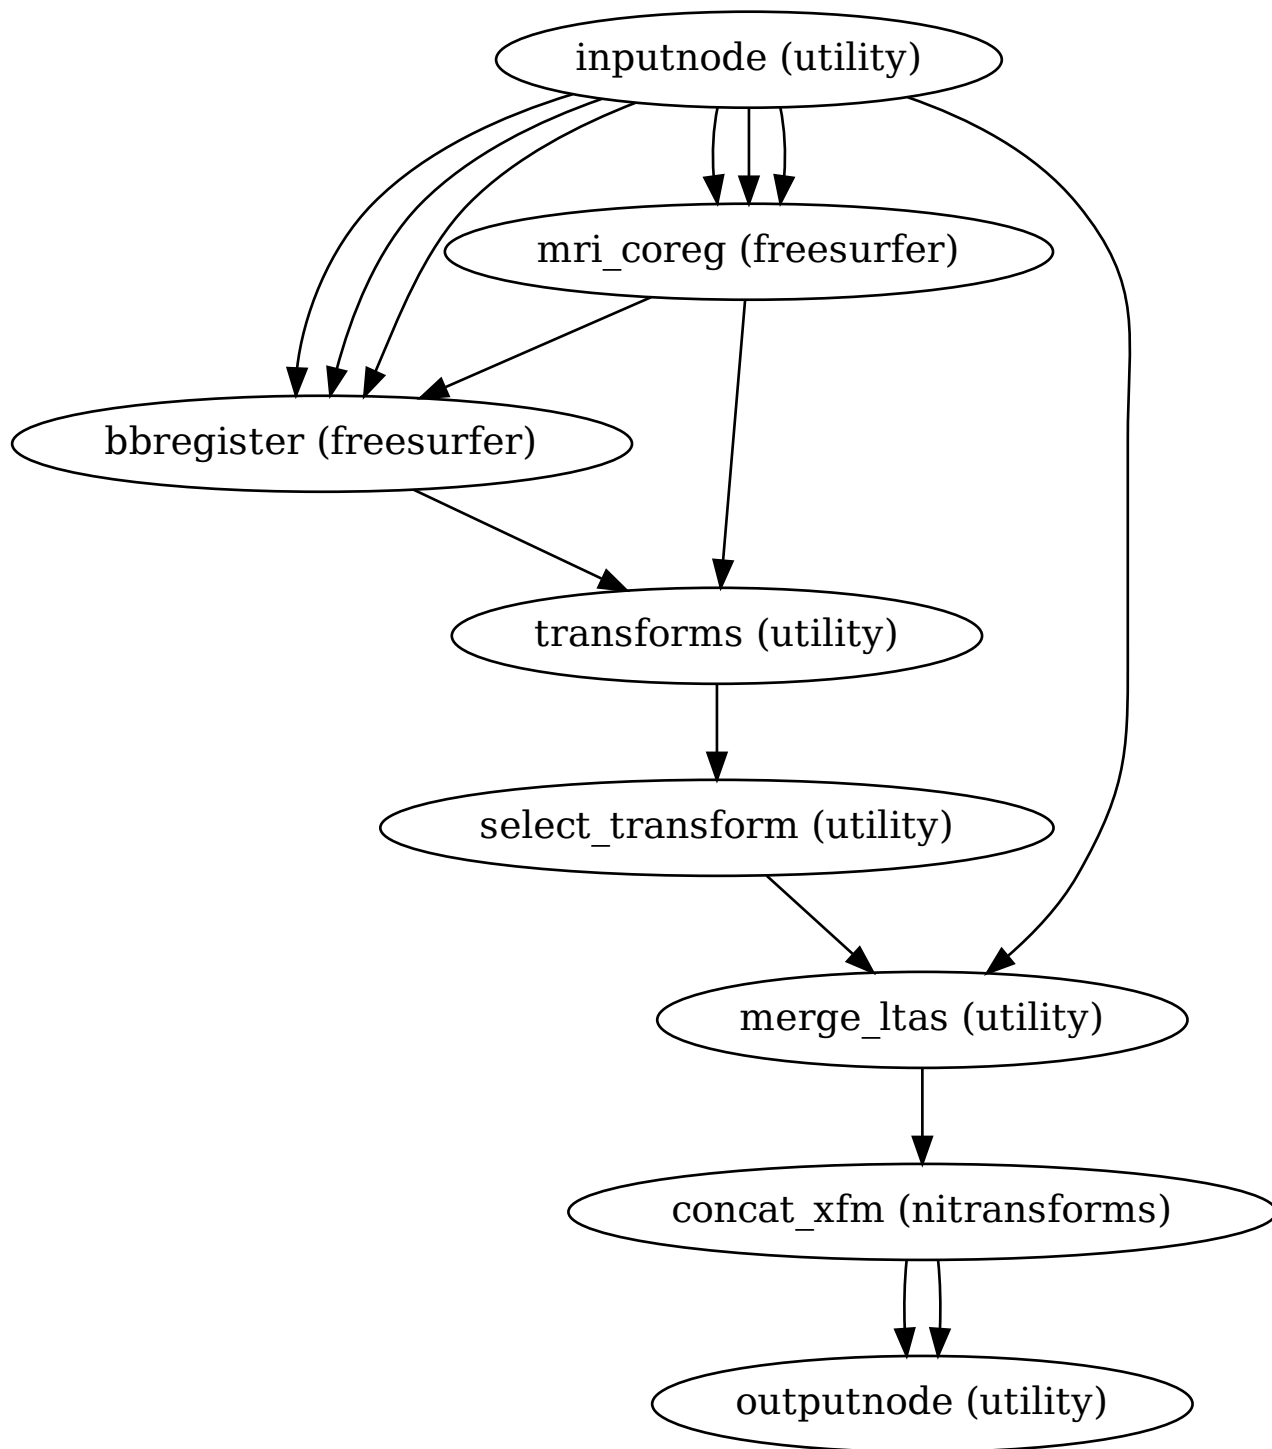 inputnode (utility)
mri_coreg (freesurfer)
bbregister (freesurfer)
transforms (utility)
select_transform (utility)
merge_ltas (utility)
concat_xfm (nitransforms)
outputnode (utility)